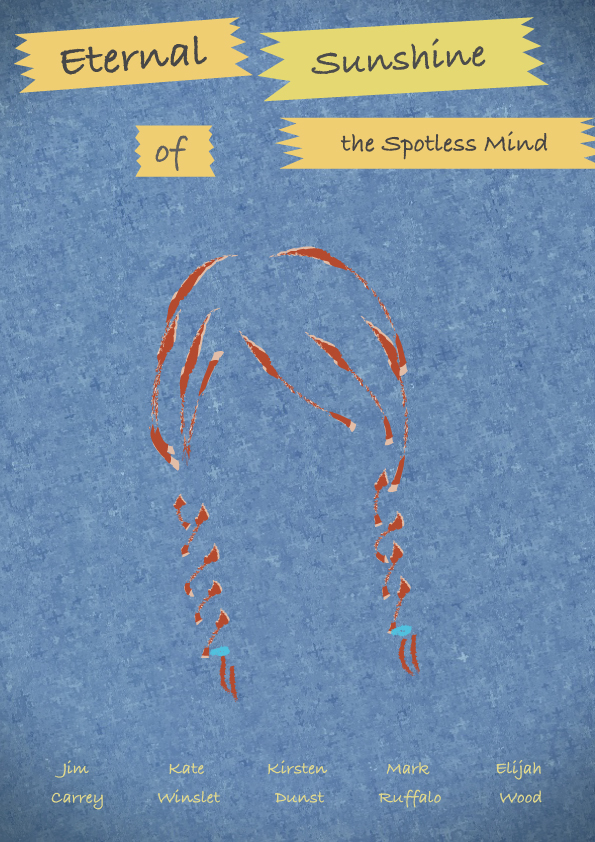 Eternal Sunshine
of the Spotless Mind
Jim Kate Kirsten Mark Elijah
Carrey Winslet Dunst Ruffalo Wood